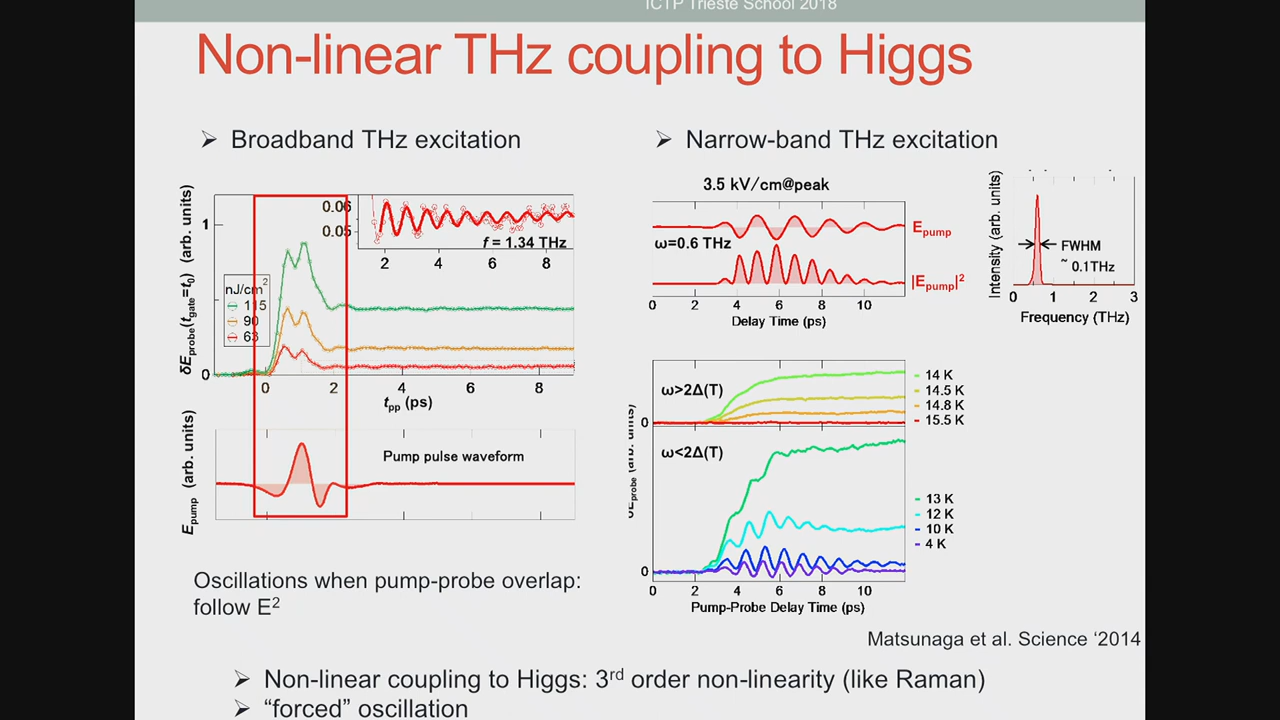 ICTP Trieste School 2018
Non-linear THz coupling to Higgs
➢ Broadband THz excitation
δE_probe(t_gate=t_0) (arb. units)
1
0
0.06
0.05
f = 1.34 THz
2 4 6 8
nJ/cm²
115
90
63
0 2 4 6 8
t_pp (ps)
E_pump (arb. units)
Pump pulse waveform
Oscillations when pump-probe overlap:
follow E²
➢ Narrow-band THz excitation
3.5 kV/cm@peak
E_pump
ω=0.6 THz
|E_pump|²
0 2 4 6 8 10
Delay Time (ps)
Intensity (arb. units)
FWHM
~ 0.1THz
0 1 2 3
Frequency (THz)
ω>2Δ(T)
0
14 K
14.5 K
14.8 K
15.5 K
δE_probe (arb. units)
ω<2Δ(T)
0
13 K
12 K
10 K
4 K
0 2 4 6 8 10
Pump-Probe Delay Time (ps)
Matsunaga et al. Science ‘2014
➢ Non-linear coupling to Higgs: 3rd order non-linearity (like Raman)
➢ “forced” oscillation